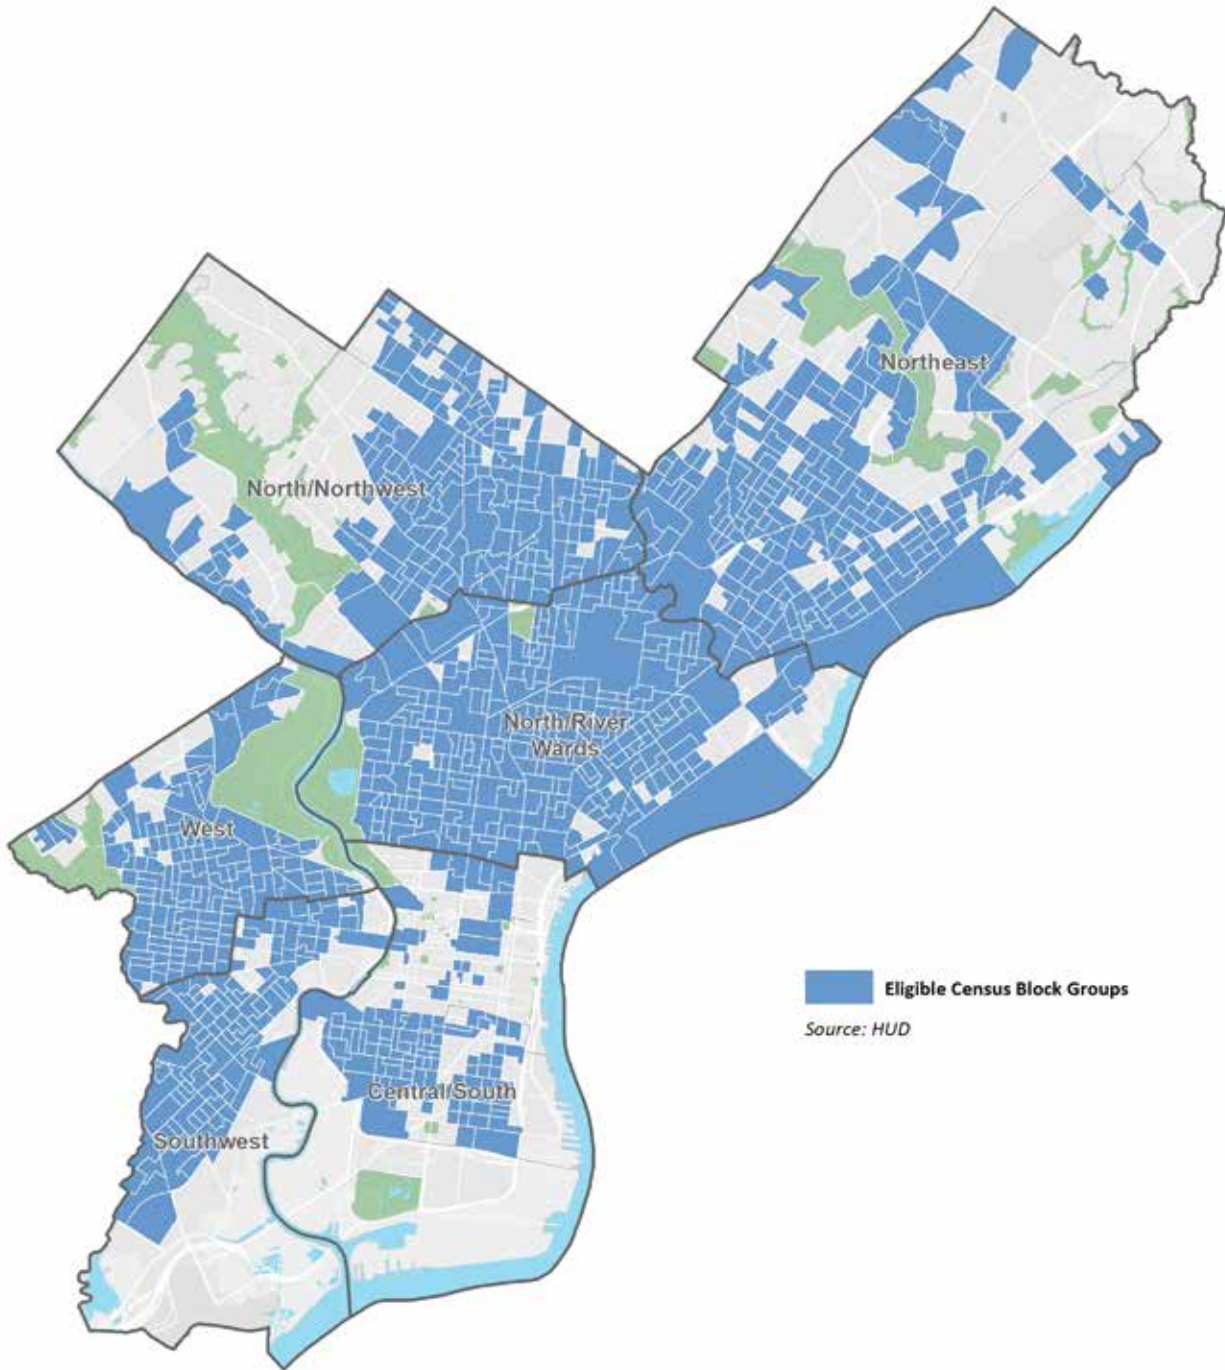 Northeast
North/Northwest
North/River
Wards
West
Eligible Census Block Groups
Source: HUD
Central/South
Southwest